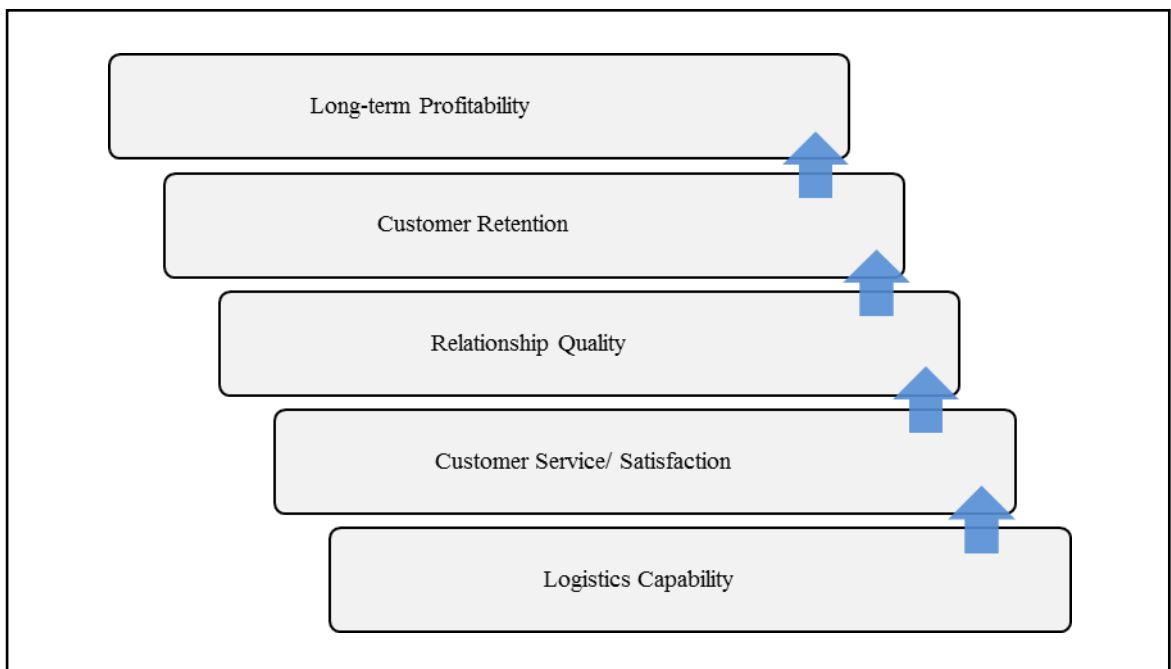 Long-term Profitability
Customer Retention
Relationship Quality
Customer Service/ Satisfaction
Logistics Capability